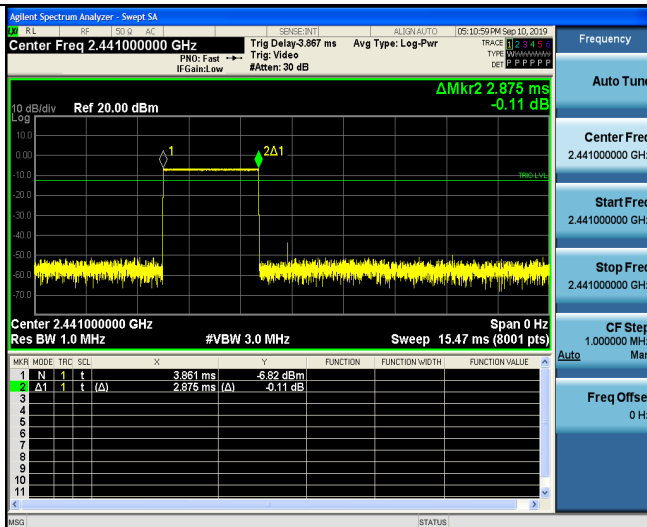 Agilent Spectrum Analyzer - Swept SA
RL RF 50 Ω AC SENSE:INT ALIGN AUTO 05:10:59 PM Sep 10, 2019
Center Freq 2.441000000 GHz
PNO: Fast
IFGain:Low
Trig Delay-3.867 ms
Trig: Video
#Atten: 30 dB
Avg Type: Log-Pwr
TRACE 1 2 3 4 5 6
TYPE
DET P P P P P P
ΔMkr2 2.875 ms
-0.11 dB
10 dB/div Ref 20.00 dBm
Log
10.0
0.00
-10.0
-20.0
-30.0
-40.0
-50.0
-60.0
-70.0
1
2Δ1
TRIG LVL
Center 2.441000000 GHz Span 0 Hz
Res BW 1.0 MHz #VBW 3.0 MHz Sweep 15.47 ms (8001 pts)
MKR MODE TRC SCL X Y FUNCTION FUNCTION WIDTH FUNCTION VALUE
1 N 1 t 3.861 ms -6.82 dBm
2 Δ1 1 t (Δ) 2.875 ms (Δ) -0.11 dB
3
4
5
6
7
8
9
10
11
MSG STATUS
Frequency
Auto Tune
Center Freq
2.441000000 GH
Start Freq
2.441000000 GH
Stop Freq
2.441000000 GH
CF Step
1.000000 MH
Auto Man
Freq Offse
0 H